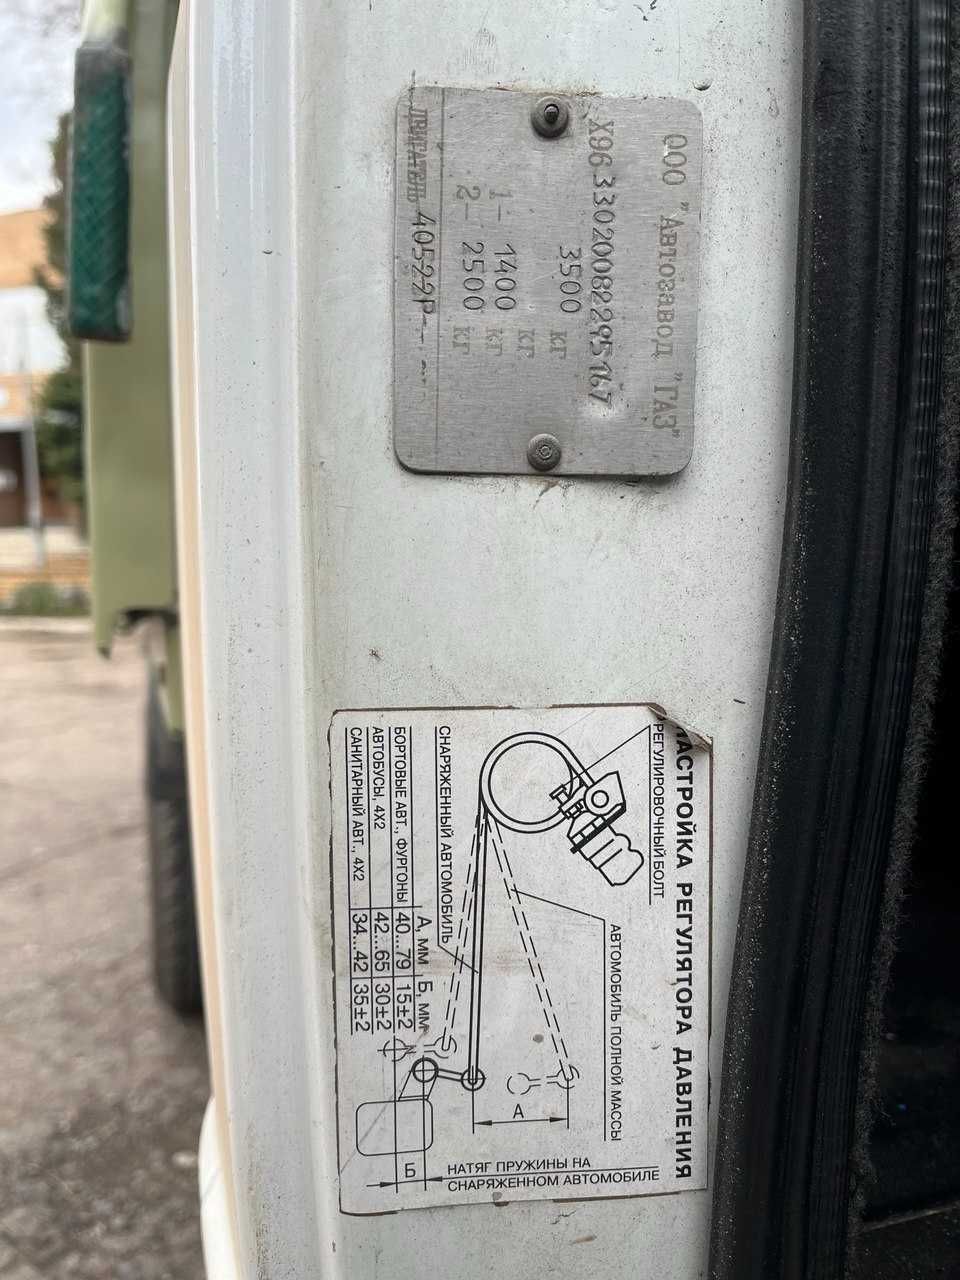 ООО "Автозавод "ГАЗ"
X9633020082295167
3500 КГ
КГ
1- 1400 КГ
2- 2500 КГ
ДВИГАТЕЛЬ 40522Р
НАСТРОЙКА РЕГУЛЯТОРА ДАВЛЕНИЯ
РЕГУЛИРОВОЧНЫЙ БОЛТ
АВТОМОБИЛЬ ПОЛНОЙ МАССЫ
СНАРЯЖЕННЫЙ АВТОМОБИЛЬ
А
Б
НАТЯГ ПРУЖИНЫ НА
СНАРЯЖЕННОМ АВТОМОБИЛЕ
А, мм Б, мм
БОРТОВЫЕ АВТ., ФУРГОНЫ 40...79 15±2
АВТОБУСЫ, 4Х2 42...65 30±2
САНИТАРНЫЙ АВТ., 4Х2 34...42 35±2